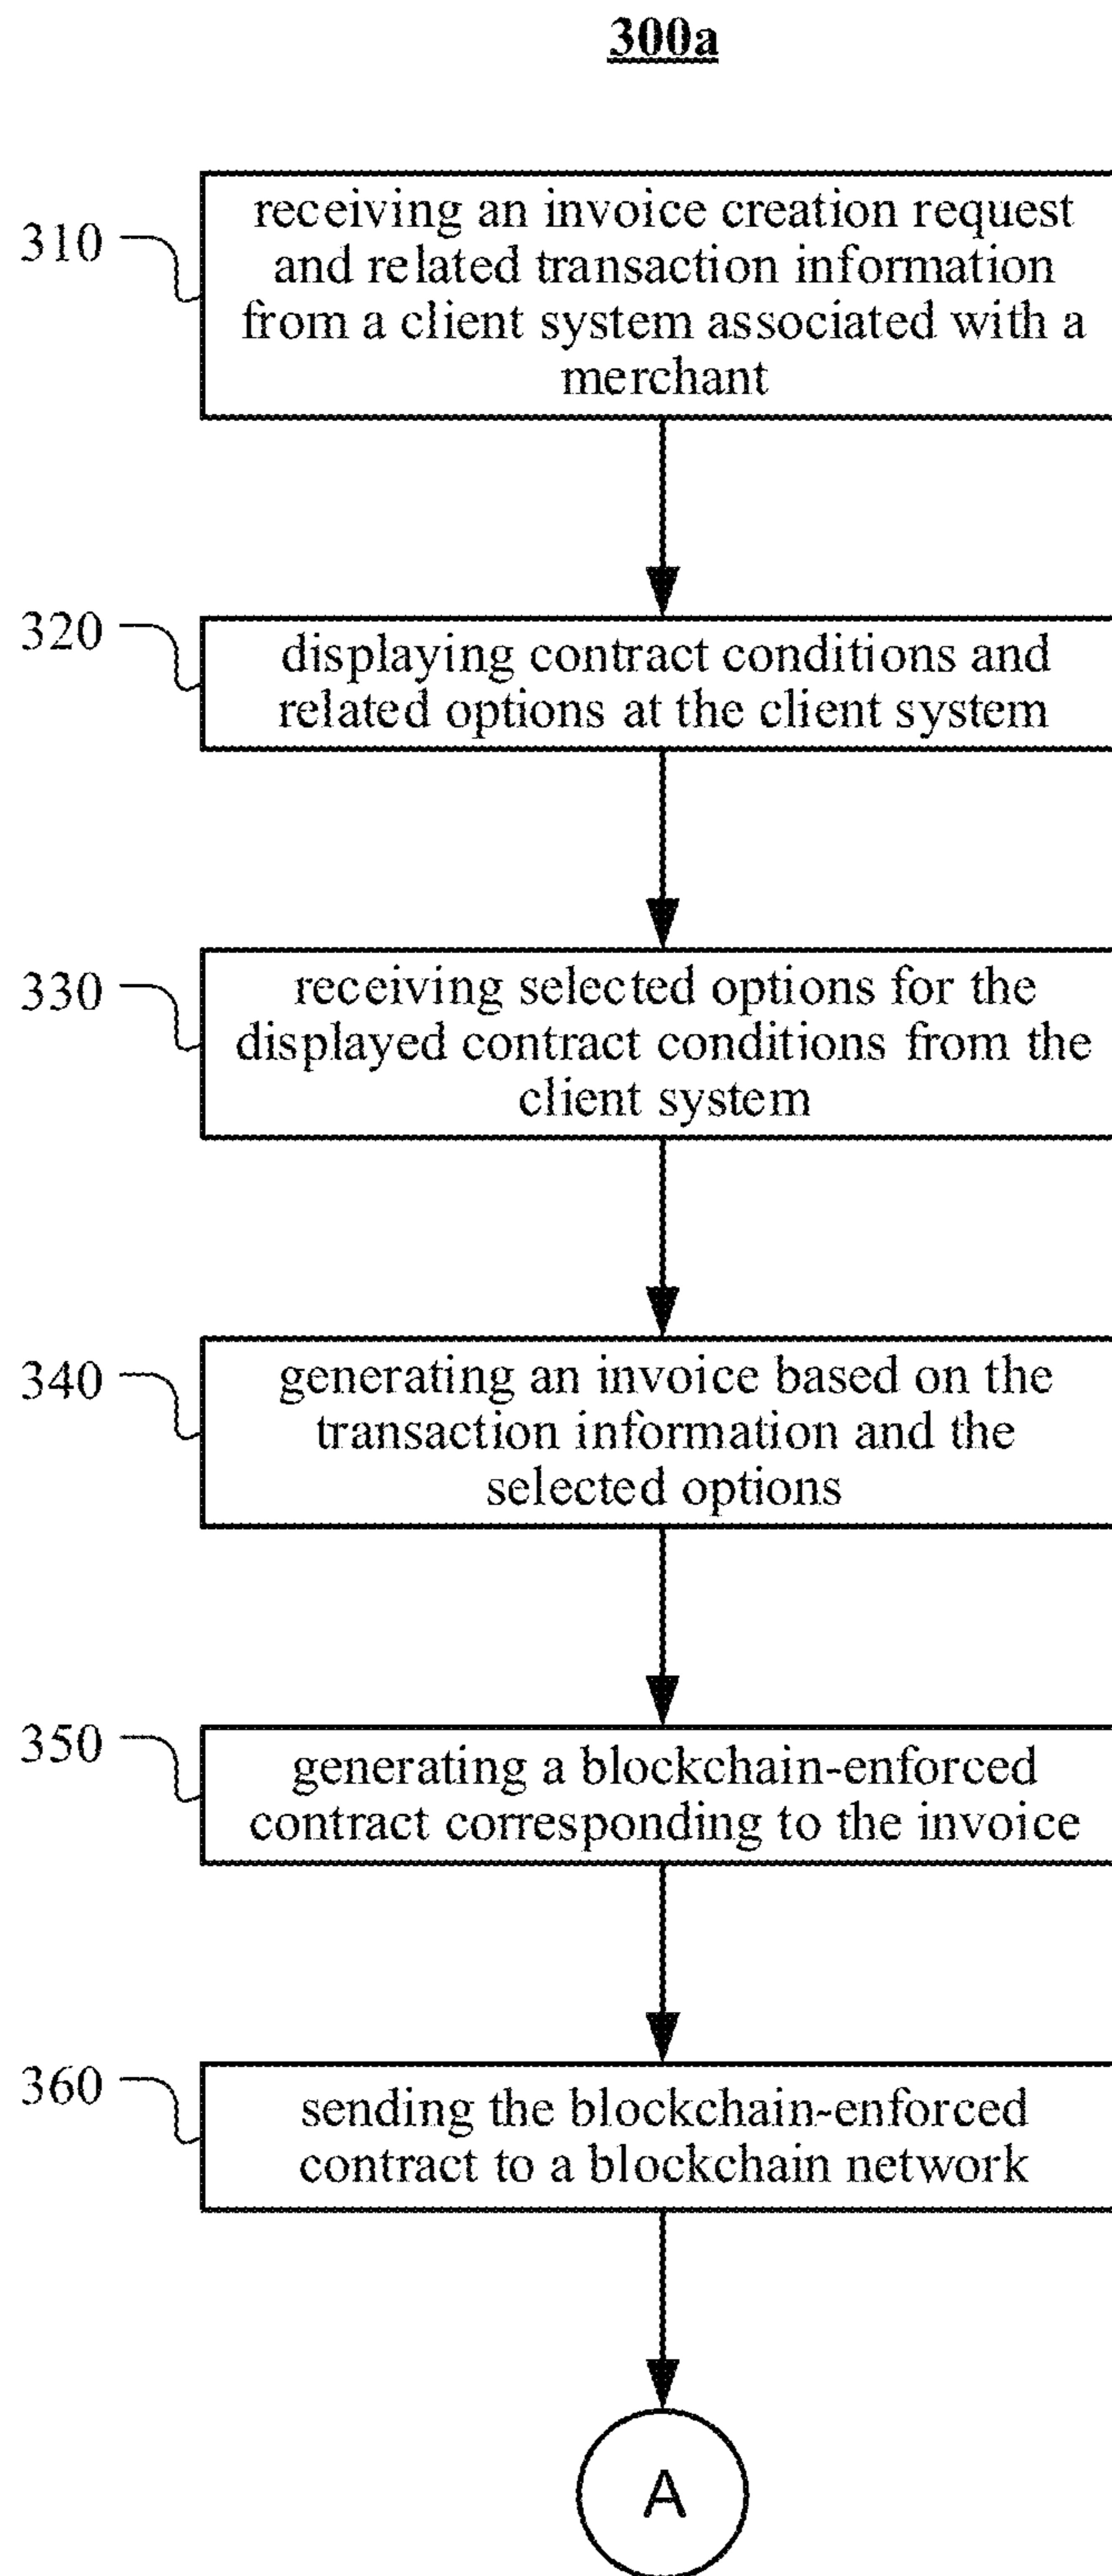 300a
310
receiving an invoice creation request
and related transaction information
from a client system associated with a
merchant
320
displaying contract conditions and
related options at the client system
330
receiving selected options for the
displayed contract conditions from the
client system
340
generating an invoice based on the
transaction information and the
selected options
350
generating a blockchain-enforced
contract corresponding to the invoice
360
sending the blockchain-enforced
contract to a blockchain network
A